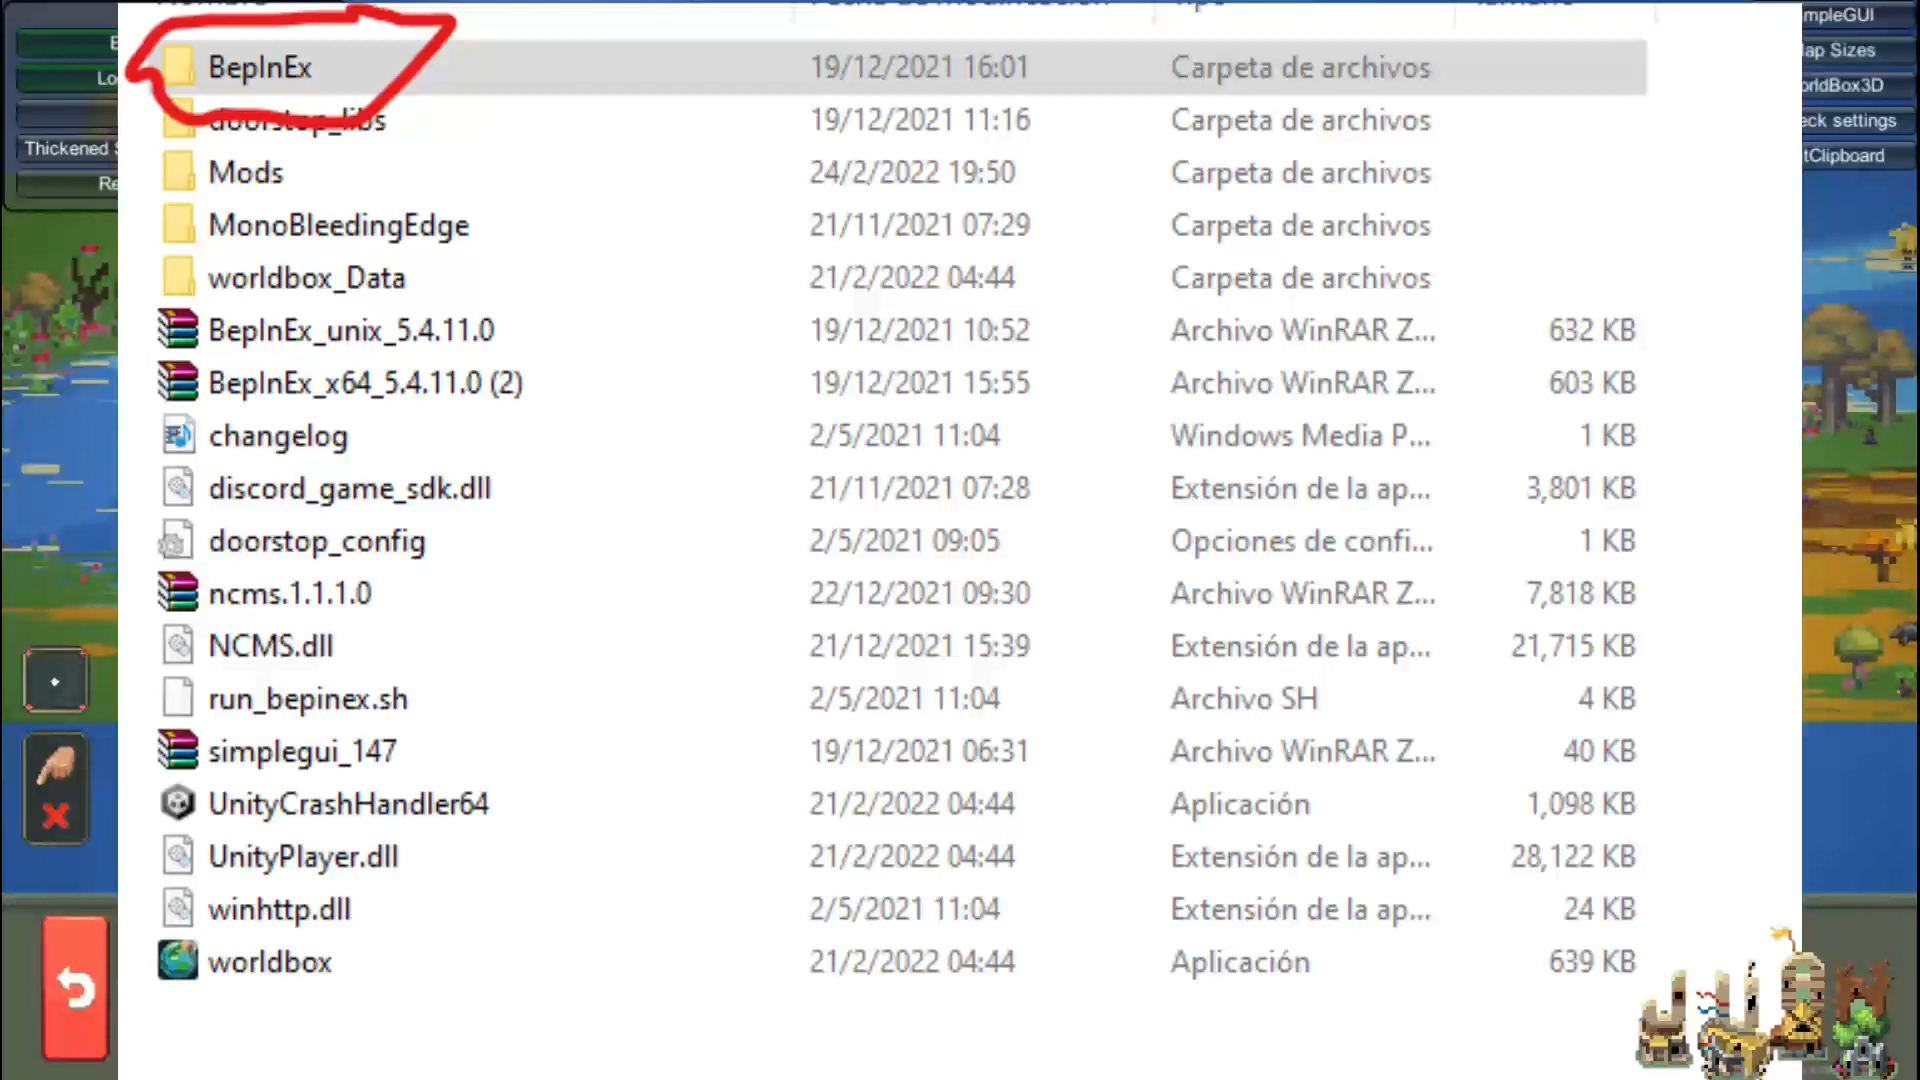 BepInEx 19/12/2021 16:01 Carpeta de archivos
doorstop_libs 19/12/2021 11:16 Carpeta de archivos
Mods 24/2/2022 19:50 Carpeta de archivos
MonoBleedingEdge 21/11/2021 07:29 Carpeta de archivos
worldbox_Data 21/2/2022 04:44 Carpeta de archivos
BepInEx_unix_5.4.11.0 19/12/2021 10:52 Archivo WinRAR Z... 632 KB
BepInEx_x64_5.4.11.0 (2) 19/12/2021 15:55 Archivo WinRAR Z... 603 KB
changelog 2/5/2021 11:04 Windows Media P... 1 KB
discord_game_sdk.dll 21/11/2021 07:28 Extensión de la ap... 3,801 KB
doorstop_config 2/5/2021 09:05 Opciones de confi... 1 KB
ncms.1.1.1.0 22/12/2021 09:30 Archivo WinRAR Z... 7,818 KB
NCMS.dll 21/12/2021 15:39 Extensión de la ap... 21,715 KB
run_bepinex.sh 2/5/2021 11:04 Archivo SH 4 KB
simplegui_147 19/12/2021 06:31 Archivo WinRAR Z... 40 KB
UnityCrashHandler64 21/2/2022 04:44 Aplicación 1,098 KB
UnityPlayer.dll 21/2/2022 04:44 Extensión de la ap... 28,122 KB
winhttp.dll 2/5/2021 11:04 Extensión de la ap... 24 KB
worldbox 21/2/2022 04:44 Aplicación 639 KB
Thickened
mpleGUI
ap Sizes
rldBox3D
eck settings
tClipboard
JUAN